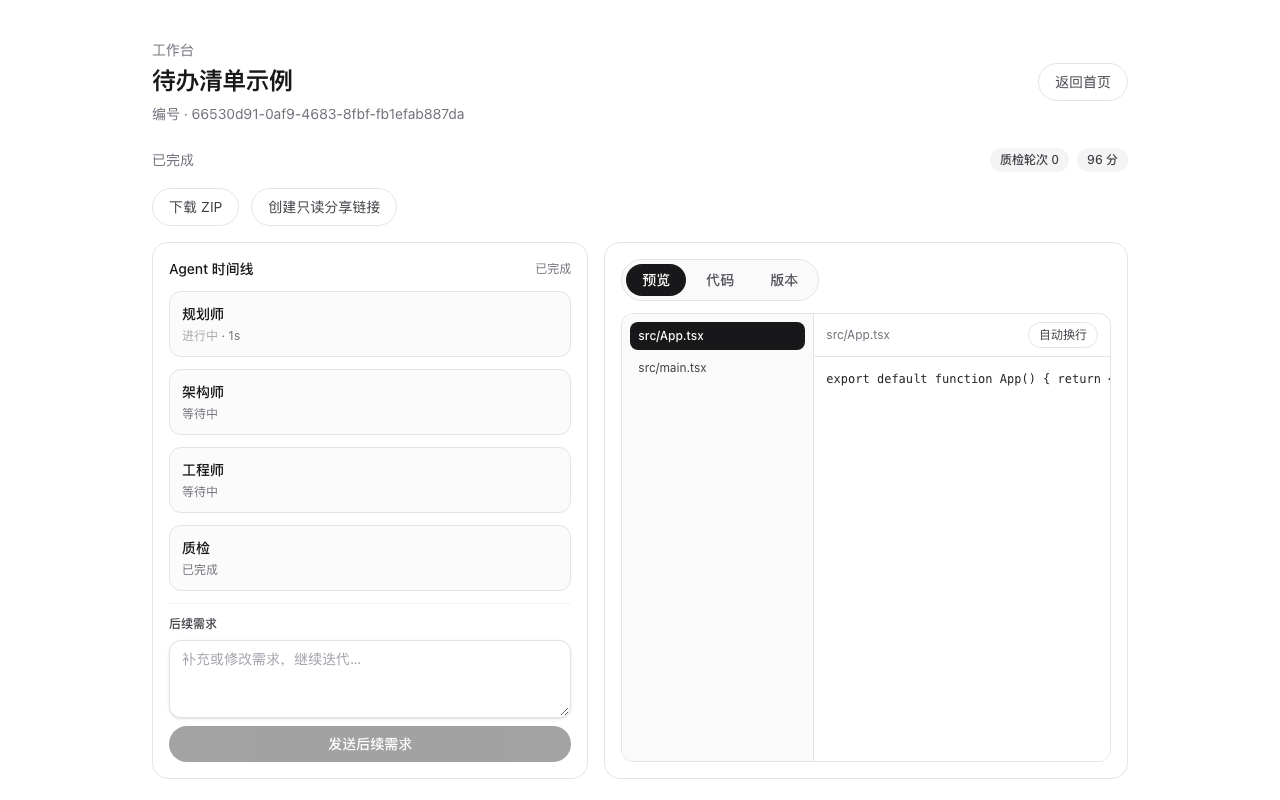 工作台
待办清单示例
返回首页
编号 · 66530d91-0af9-4683-8fbf-fb1efab887da
已完成
质检轮次 0
96 分
下载 ZIP
创建只读分享链接
Agent 时间线
已完成
规划师
进行中 · 1s
架构师
等待中
工程师
等待中
质检
已完成
后续需求
补充或修改需求，继续迭代...
发送后续需求
预览
代码
版本
src/App.tsx
src/main.tsx
src/App.tsx
自动换行
export default function App() { return